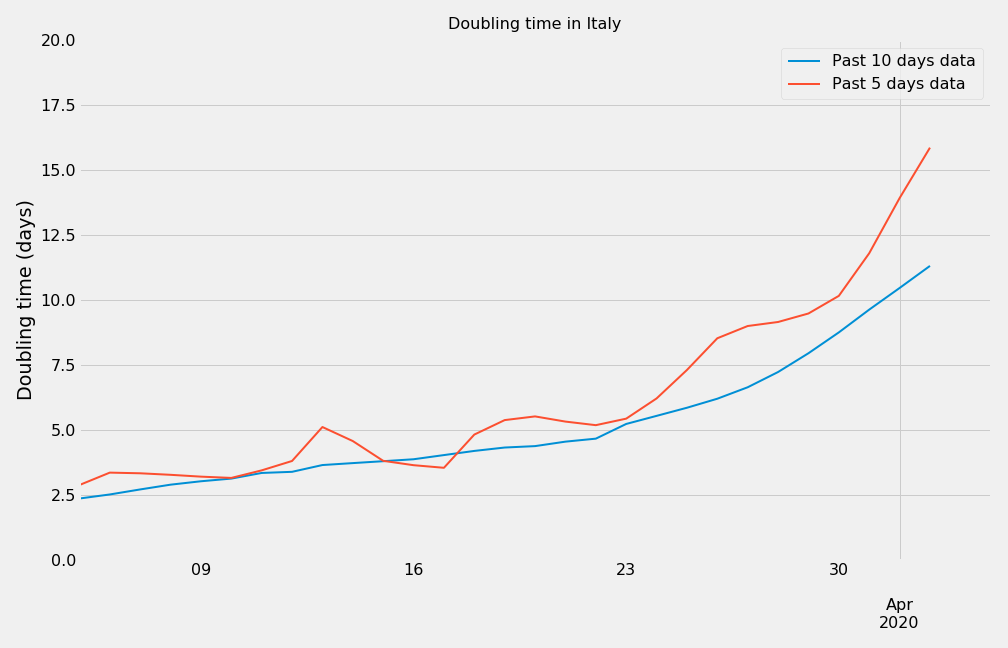 Doubling time in Italy
Past 10 days data
Past 5 days data
Doubling time (days)
20.0
17.5
15.0
12.5
10.0
7.5
5.0
2.5
0.0
09 16 23 30
Apr
2020